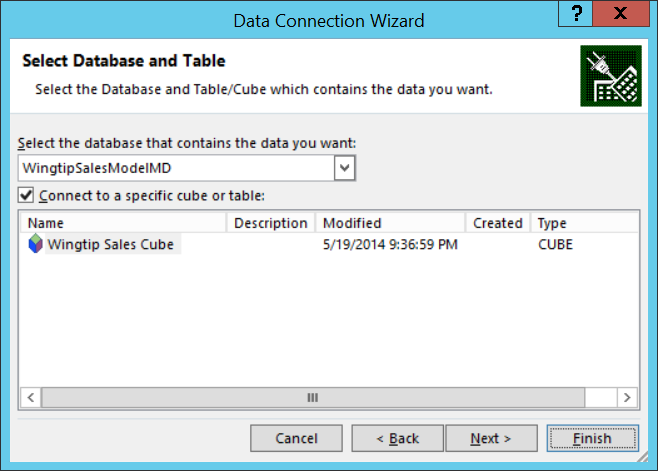 Data Connection Wizard
? X
Select Database and Table
Select the Database and Table/Cube which contains the data you want.
Select the database that contains the data you want:
WingtipSalesModelMD
Connect to a specific cube or table:
Name Description Modified Created Type
Wingtip Sales Cube 5/19/2014 9:36:59 PM CUBE
Cancel < Back Next > Finish